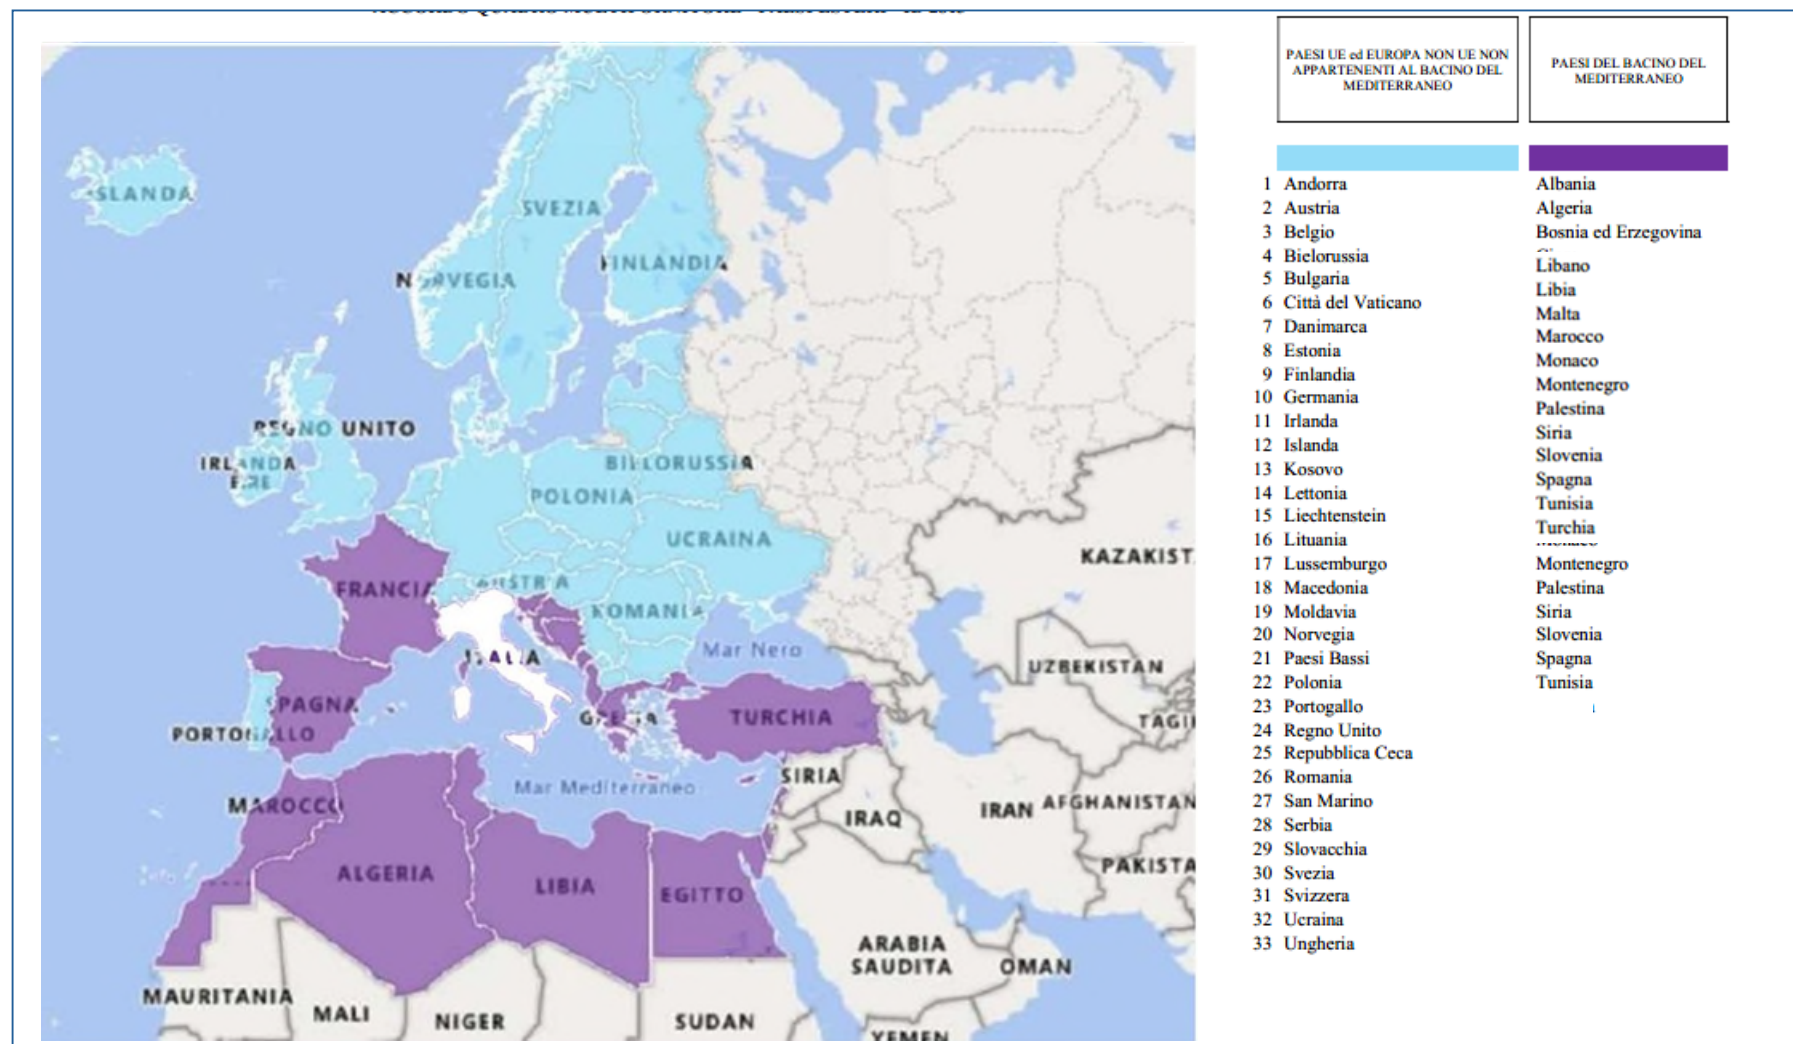 PAESI UE ed EUROPA NON UE NON
APPARTENENTI AL BACINO DEL
MEDITERRANEO
PAESI DEL BACINO DEL
MEDITERRANEO
1 Andorra
2 Austria
3 Belgio
4 Bielorussia
5 Bulgaria
6 Città del Vaticano
7 Danimarca
8 Estonia
9 Finlandia
10 Germania
11 Irlanda
12 Islanda
13 Kosovo
14 Lettonia
15 Liechtenstein
16 Lituania
17 Lussemburgo
18 Macedonia
19 Moldavia
20 Norvegia
21 Paesi Bassi
22 Polonia
23 Portogallo
24 Regno Unito
25 Repubblica Ceca
26 Romania
27 San Marino
28 Serbia
29 Slovacchia
30 Svezia
31 Svizzera
32 Ucraina
33 Ungheria
Albania
Algeria
Bosnia ed Erzegovina
Libano
Libia
Malta
Marocco
Monaco
Montenegro
Palestina
Siria
Slovenia
Spagna
Tunisia
Turchia
Montenegro
Palestina
Siria
Slovenia
Spagna
Tunisia
ISLANDA
SVEZIA
NORVEGIA
FINLANDIA
REGNO UNITO
IRLANDA
EIRE
BIELORUSSIA
POLONIA
UCRAINA
KAZAKIST
FRANCIA
AUSTRIA
ROMANIA
Mar Nero
ITALIA
UZBEKISTAN
SPAGNA
PORTOGALLO
GRECIA
TURCHIA
TAGI
SIRIA
Mar Mediterraneo
MAROCCO
IRAQ
IRAN
AFGHANISTAN
ALGERIA
LIBIA
EGITTO
PAKISTA
ARABIA
SAUDITA
OMAN
MAURITANIA
MALI
NIGER
SUDAN
YEMEN